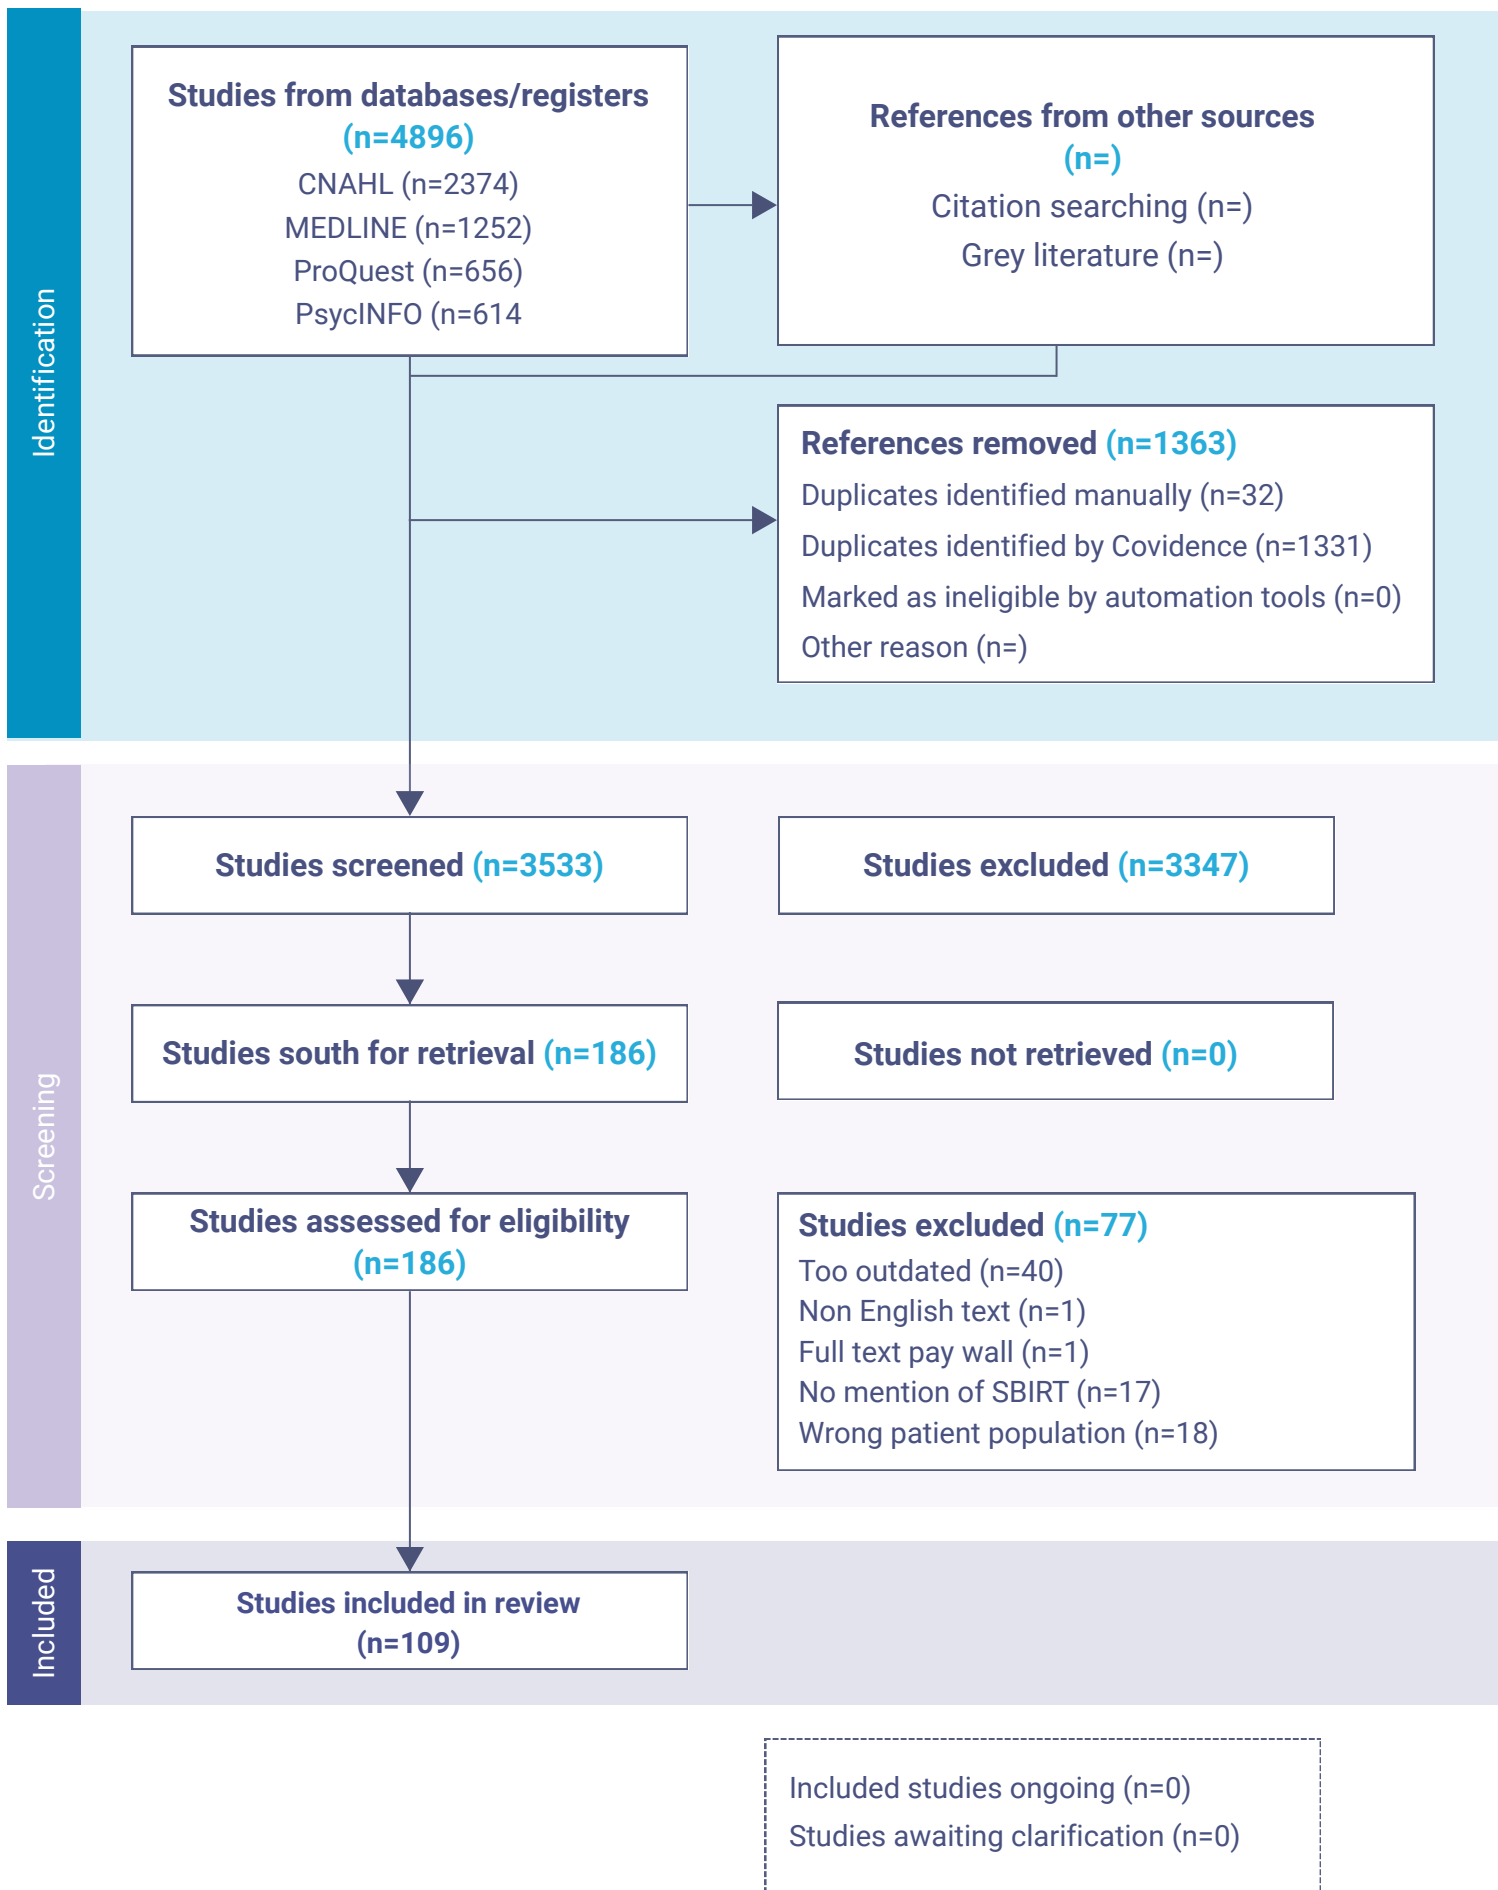 Identification
Studies from databases/registers
(n=4896)
CNAHL (n=2374)
MEDLINE (n=1252)
ProQuest (n=656)
PsycINFO (n=614
References from other sources
(n=)
Citation searching (n=)
Grey literature (n=)
References removed (n=1363)
Duplicates identified manually (n=32)
Duplicates identified by Covidence (n=1331)
Marked as ineligible by automation tools (n=0)
Other reason (n=)
Screening
Studies screened (n=3533)
Studies excluded (n=3347)
Studies south for retrieval (n=186)
Studies not retrieved (n=0)
Studies assessed for eligibility
(n=186)
Studies excluded (n=77)
Too outdated (n=40)
Non English text (n=1)
Full text pay wall (n=1)
No mention of SBIRT (n=17)
Wrong patient population (n=18)
Included
Studies included in review
(n=109)
Included studies ongoing (n=0)
Studies awaiting clarification (n=0)